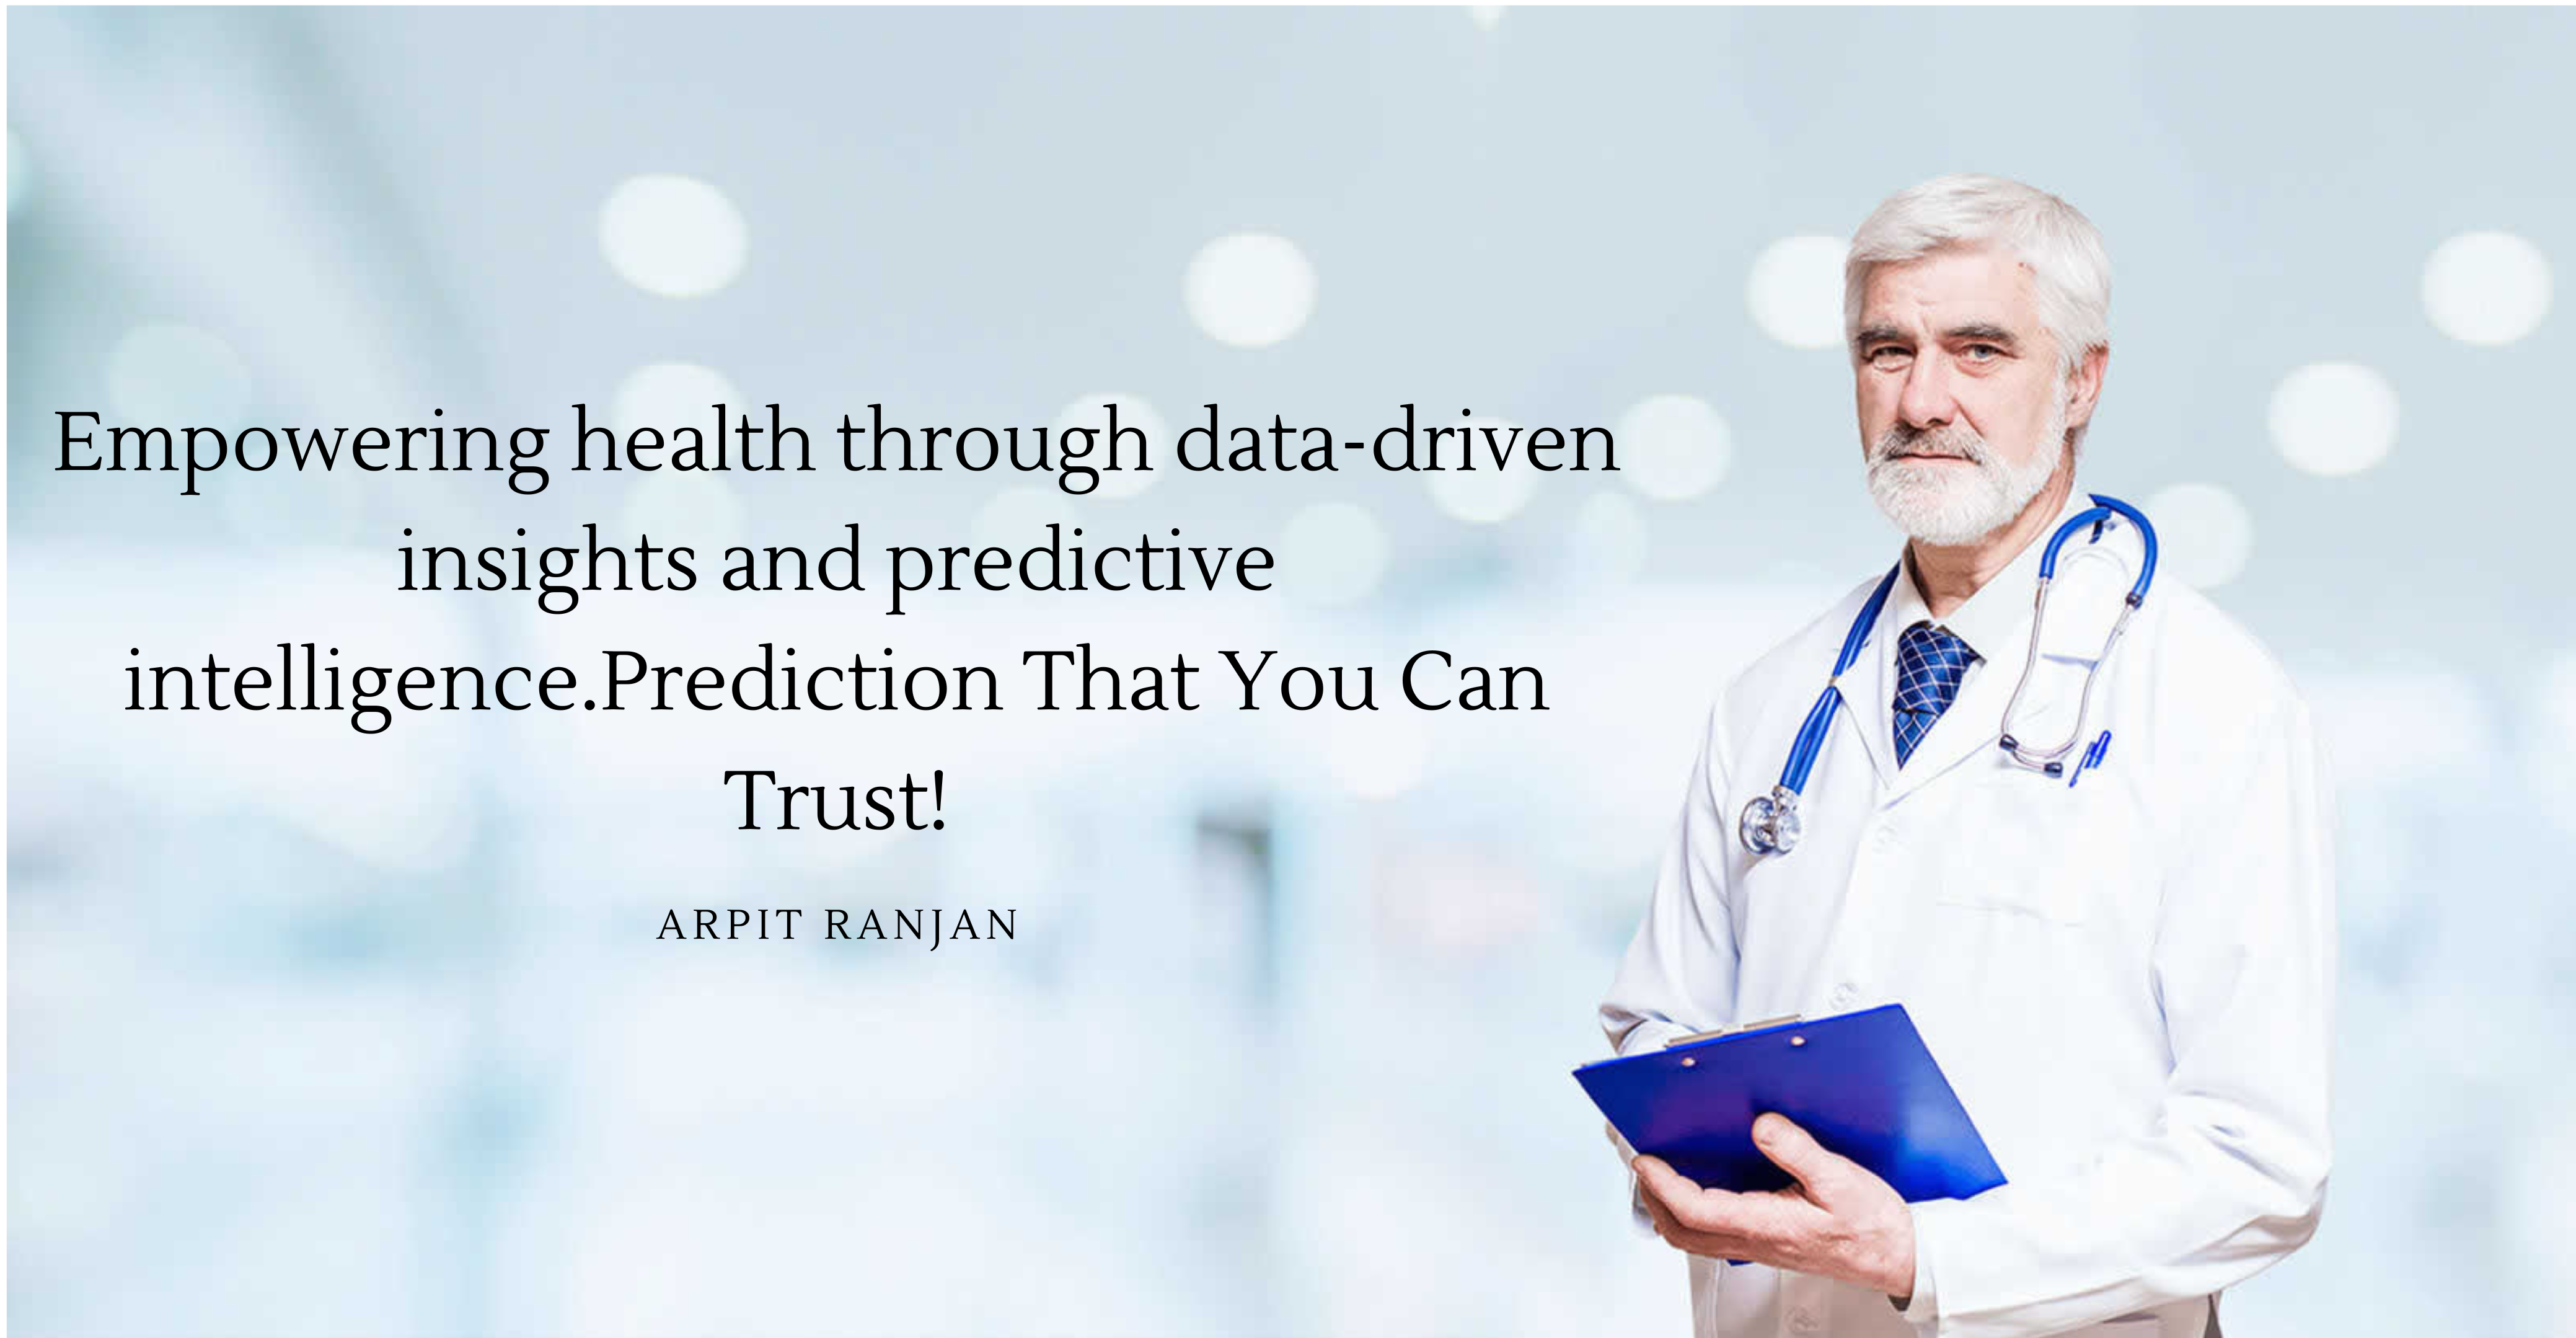 Empowering health through data-driven
insights and predictive
intelligence.Prediction That You Can
Trust!
ARPIT RANJAN